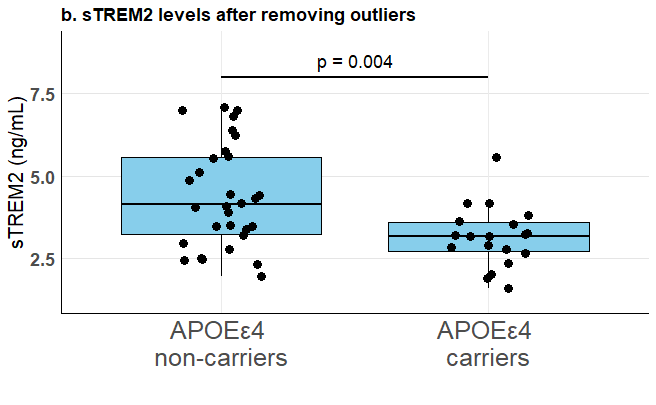 b. sTREM2 levels after removing outliers
p = 0.004
7.5
5.0
2.5
sTREM2 (ng/mL)
APOEε4 APOEε4
non-carriers carriers